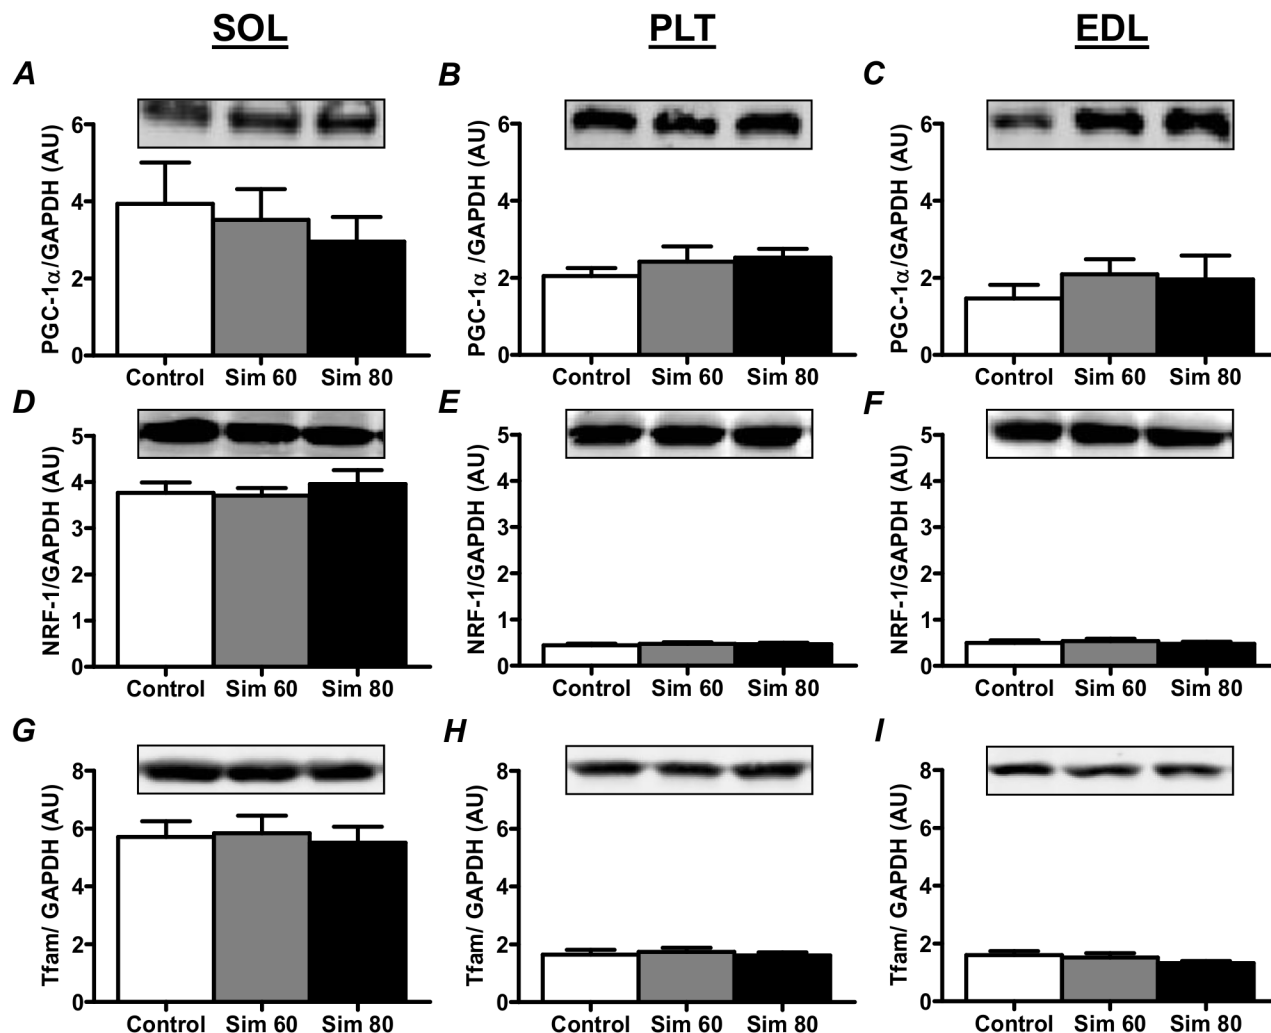 SOL PLT EDL
A B C
PGC-1α/GAPDH (AU) PGC-1α /GAPDH (AU) PGC-1α/GAPDH (AU)
6 6 6
4 4 4
2 2 2
0 0 0
Control Sim 60 Sim 80 Control Sim 60 Sim 80 Control Sim 60 Sim 80
D E F
NRF-1/GAPDH (AU) NRF-1/GAPDH (AU) NRF-1/GAPDH (AU)
5 5 5
4 4 4
3 3 3
2 2 2
1 1 1
0 0 0
Control Sim 60 Sim 80 Control Sim 60 Sim 80 Control Sim 60 Sim 80
G H I
Tfam/ GAPDH (AU) Tfam/ GAPDH (AU) Tfam/ GAPDH (AU)
8 8 8
6 6 6
4 4 4
2 2 2
0 0 0
Control Sim 60 Sim 80 Control Sim 60 Sim 80 Control Sim 60 Sim 80